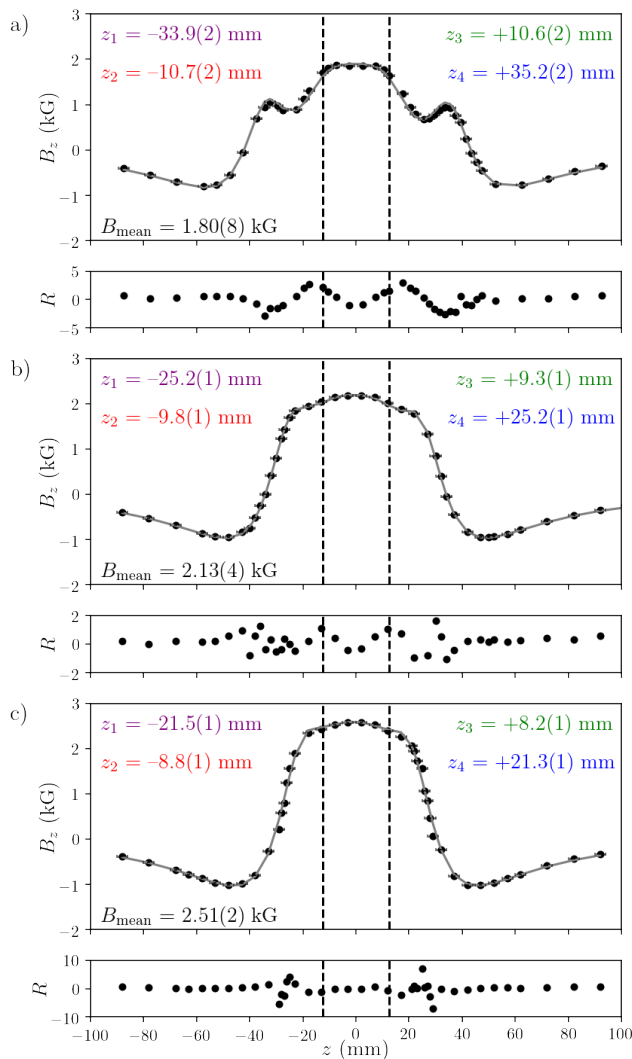 a)
z1 = –33.9(2) mm
z3 = +10.6(2) mm
z2 = –10.7(2) mm
z4 = +35.2(2) mm
3
2
1
0
−1
−2
Bz (kG)
Bmean = 1.80(8) kG
5
0
−5
R
b)
z1 = –25.2(1) mm
z3 = +9.3(1) mm
z2 = –9.8(1) mm
z4 = +25.2(1) mm
3
2
1
0
−1
−2
Bz (kG)
Bmean = 2.13(4) kG
2
0
−2
R
c)
z1 = –21.5(1) mm
z3 = +8.2(1) mm
z2 = –8.8(1) mm
z4 = +21.3(1) mm
3
2
1
0
−1
−2
Bz (kG)
Bmean = 2.51(2) kG
10
0
−10
R
−100 −80 −60 −40 −20 0 20 40 60 80 100
z (mm)